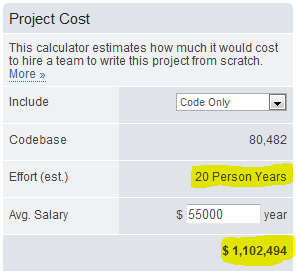 Project Cost
This calculator estimates how much it would cost
to hire a team to write this project from scratch.
More »
Include Code Only
Codebase 80,482
Effort (est.) 20 Person Years
Avg. Salary $ 55000 year
$ 1,102,494